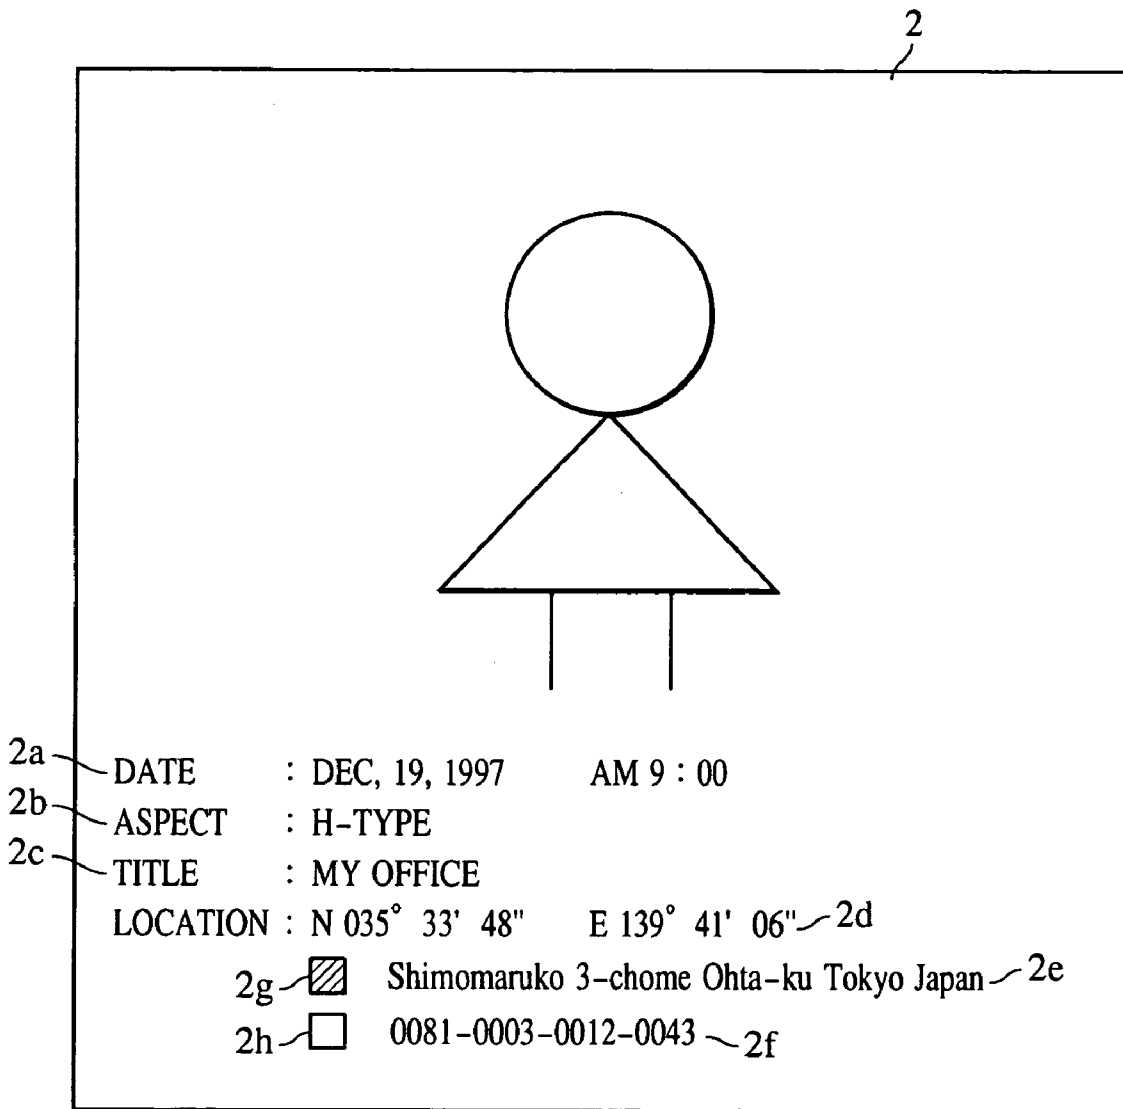 2
2a DATE : DEC, 19, 1997 AM 9 : 00
2b ASPECT : H-TYPE
2c TITLE : MY OFFICE
LOCATION : N 035° 33' 48" E 139° 41' 06" 2d
2g Shimomaruko 3-chome Ohta-ku Tokyo Japan 2e
2h 0081-0003-0012-0043 2f